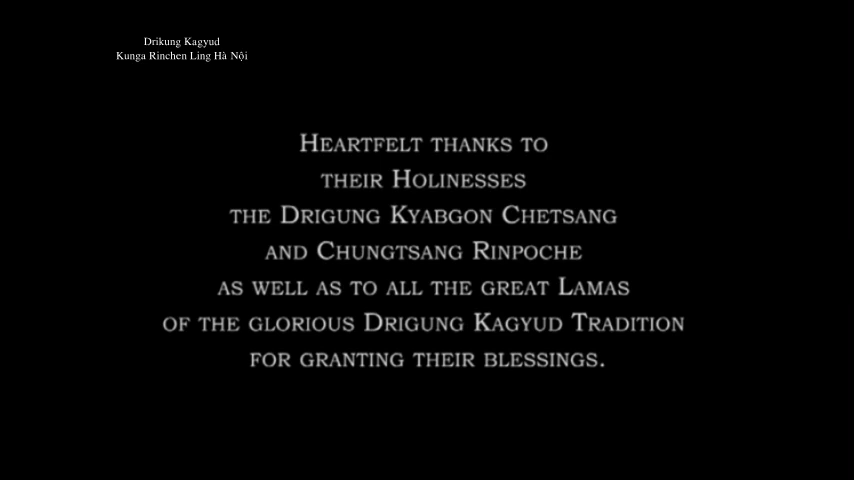 Drikung Kagyud
Kunga Rinchen Ling Hà Nội
HEARTFELT THANKS TO
THEIR HOLINESSES
THE DRIGUNG KYABGON CHETSANG
AND CHUNGTSANG RINPOCHE
AS WELL AS TO ALL THE GREAT LAMAS
OF THE GLORIOUS DRIGUNG KAGYUD TRADITION
FOR GRANTING THEIR BLESSINGS.